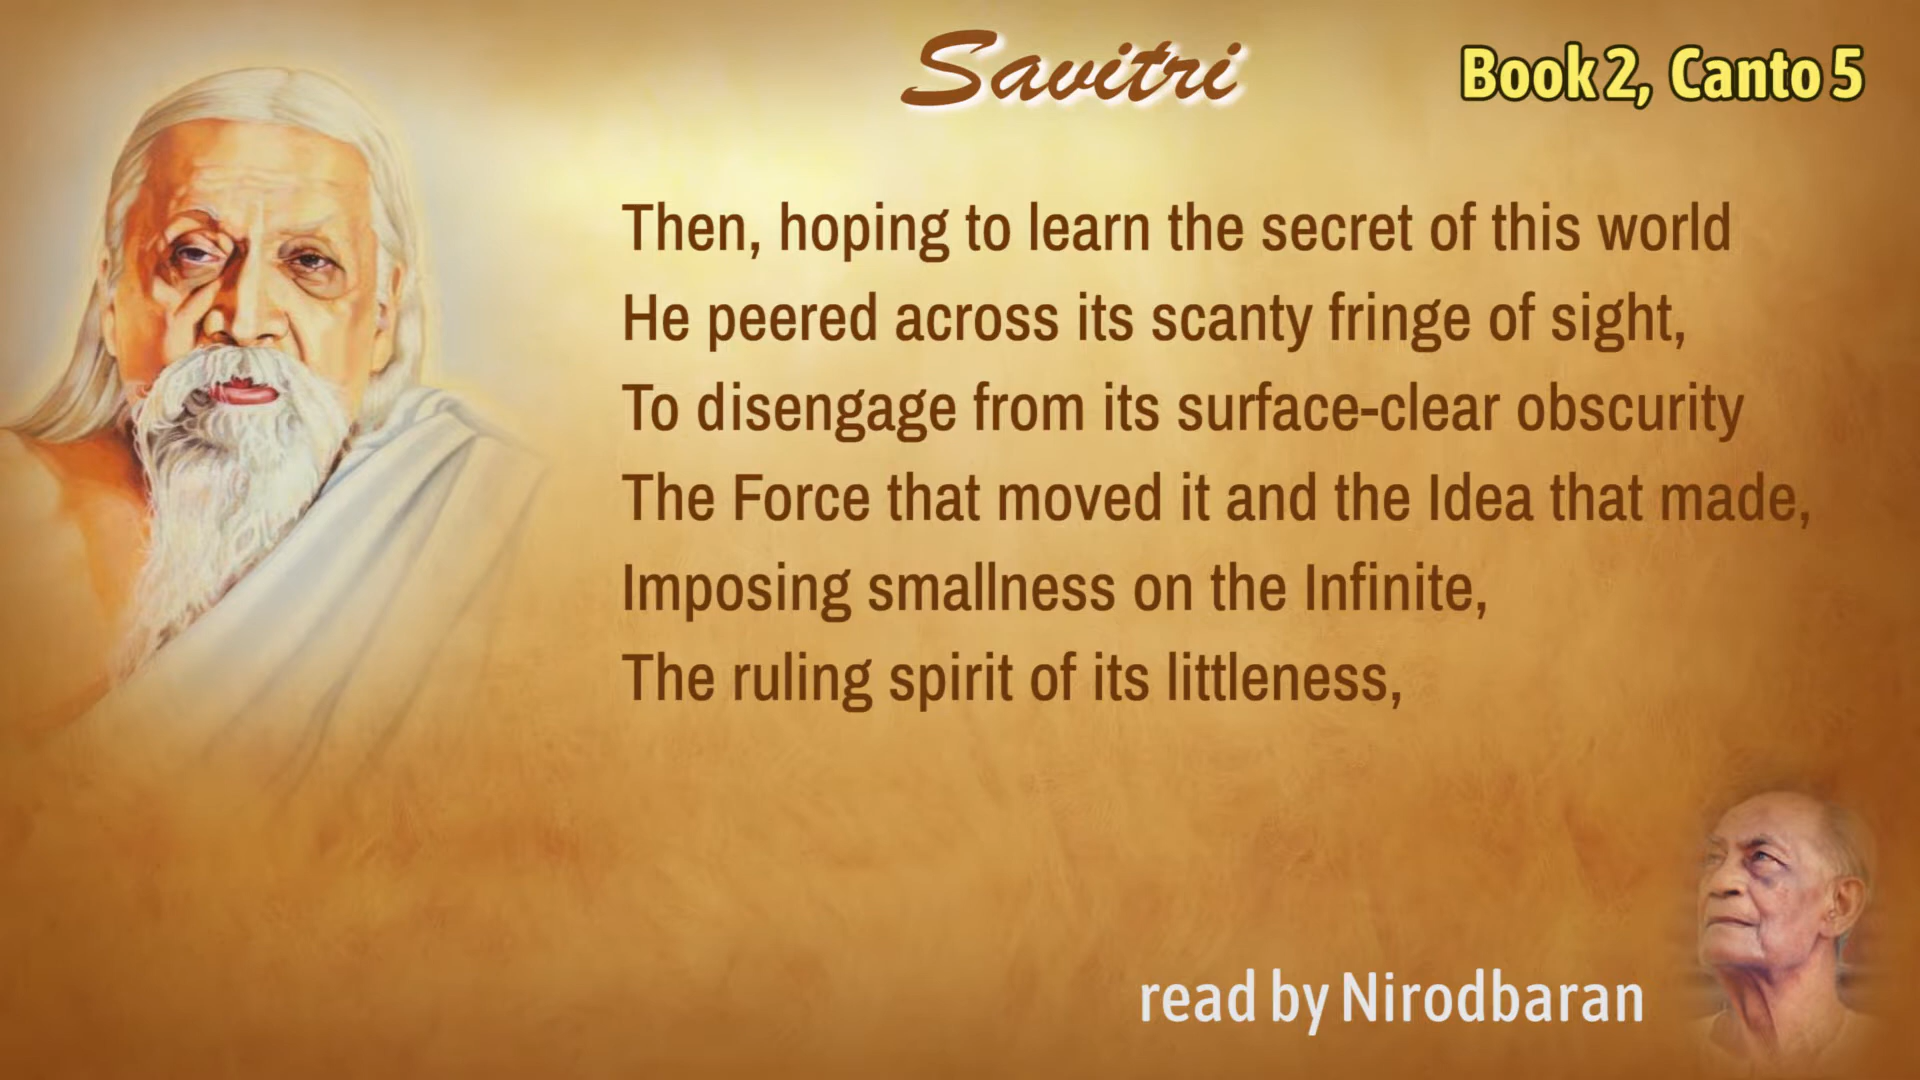 Savitri
Book 2, Canto 5
Then, hoping to learn the secret of this world
He peered across its scanty fringe of sight,
To disengage from its surface-clear obscurity
The Force that moved it and the Idea that made,
Imposing smallness on the Infinite,
The ruling spirit of its littleness,
read by Nirodbaran